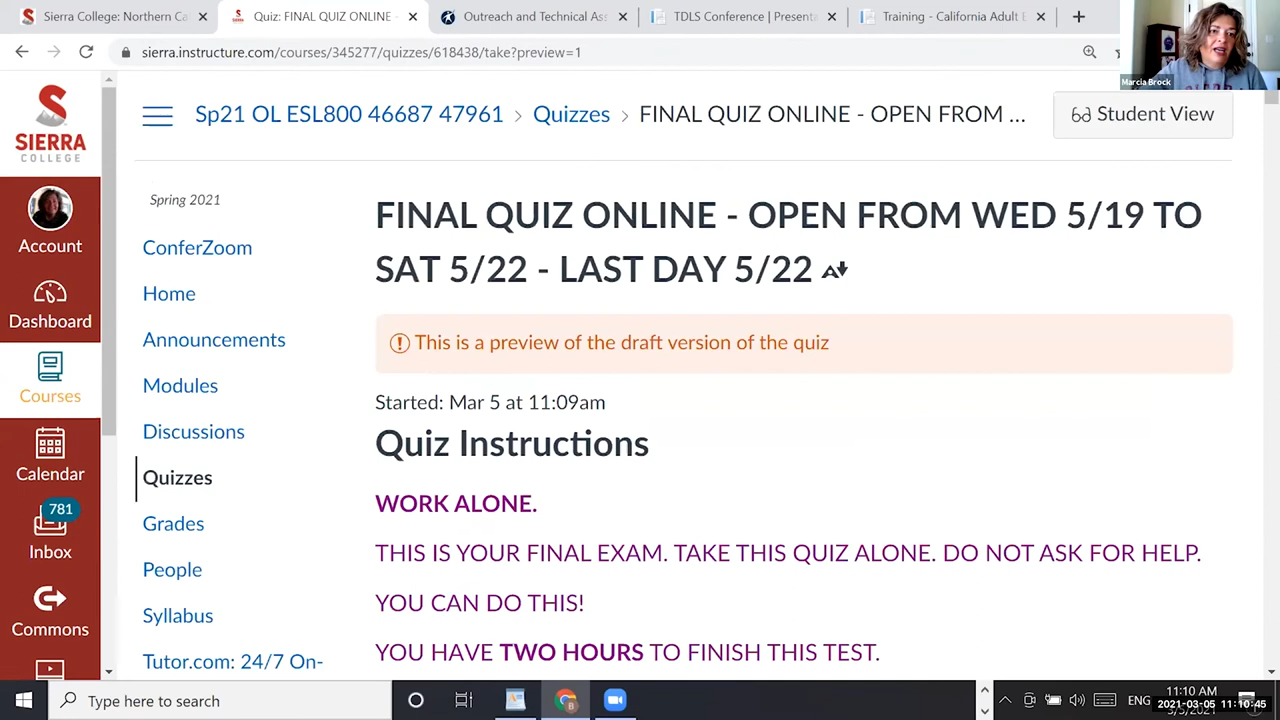 Sierra College: Northern Ca
Quiz: FINAL QUIZ ONLINE -
Outreach and Technical Ass
TDLS Conference | Presenta
Training - California Adult E
sierra.instructure.com/courses/345277/quizzes/618438/take?preview=1
Marcia Brock
SIERRA
COLLEGE
Account
Dashboard
Courses
Calendar
781
Inbox
Commons
Sp21 OL ESL800 46687 47961 > Quizzes > FINAL QUIZ ONLINE - OPEN FROM ...
Student View
Spring 2021
ConferZoom
Home
Announcements
Modules
Discussions
Quizzes
Grades
People
Syllabus
Tutor.com: 24/7 On-
FINAL QUIZ ONLINE - OPEN FROM WED 5/19 TO
SAT 5/22 - LAST DAY 5/22
This is a preview of the draft version of the quiz
Started: Mar 5 at 11:09am
Quiz Instructions
WORK ALONE.
THIS IS YOUR FINAL EXAM. TAKE THIS QUIZ ALONE. DO NOT ASK FOR HELP.
YOU CAN DO THIS!
YOU HAVE TWO HOURS TO FINISH THIS TEST.
Type here to search
ENG
11:10 AM
2021-03-05 11:10:45